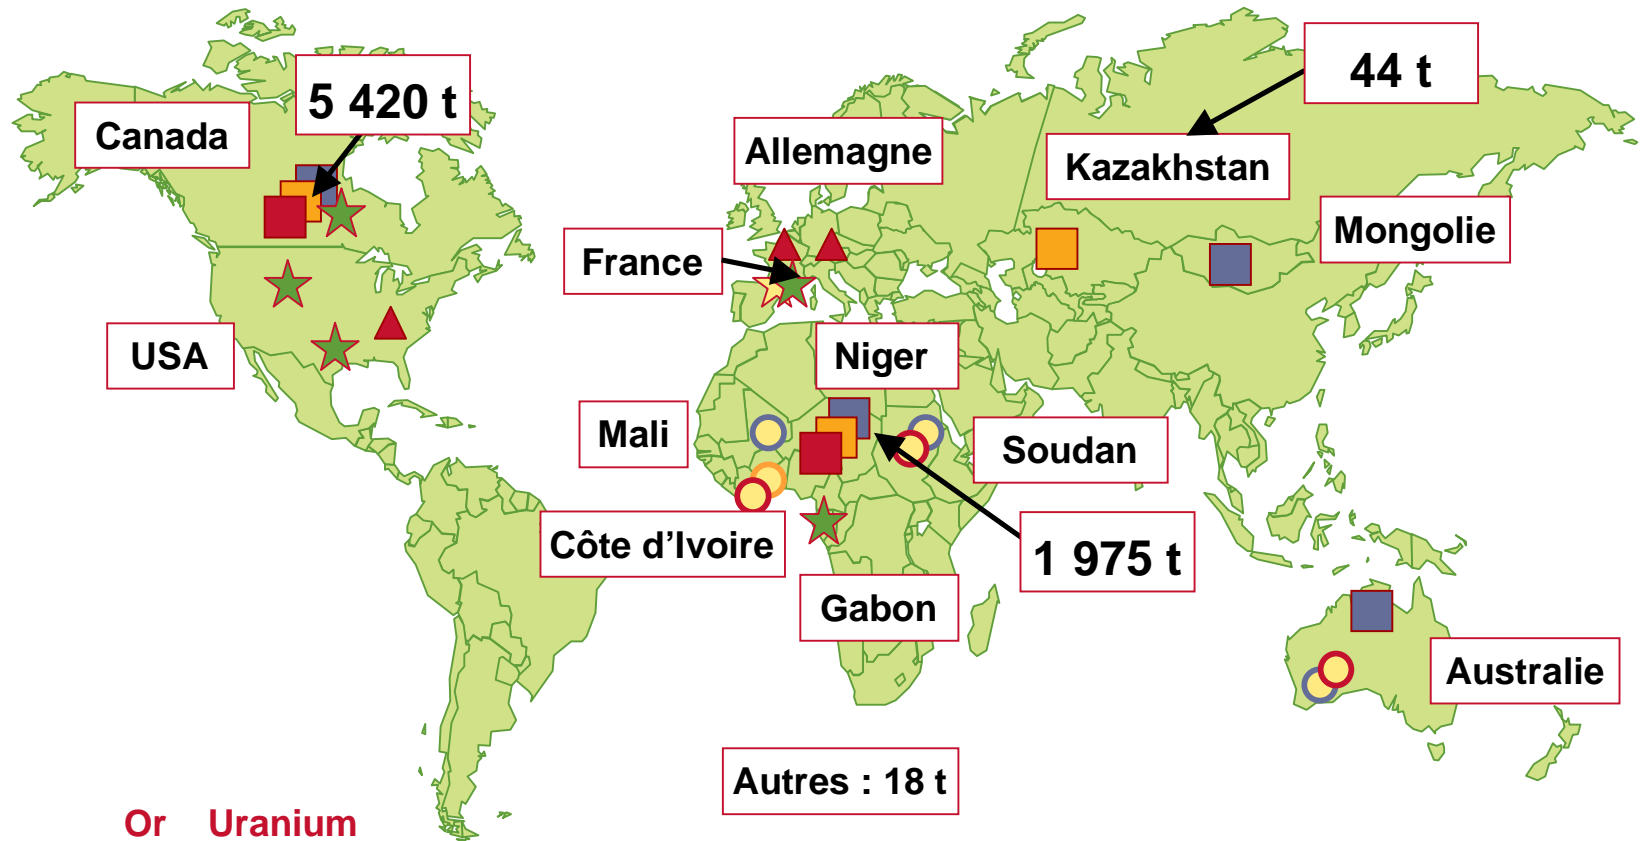 44 t
5 420 t
Canada
Allemagne
Kazakhstan
Mongolie
France
USA
Niger
Mali
Soudan
Côte d’Ivoire
1 975 t
Gabon
Australie
Autres : 18 t
Or Uranium